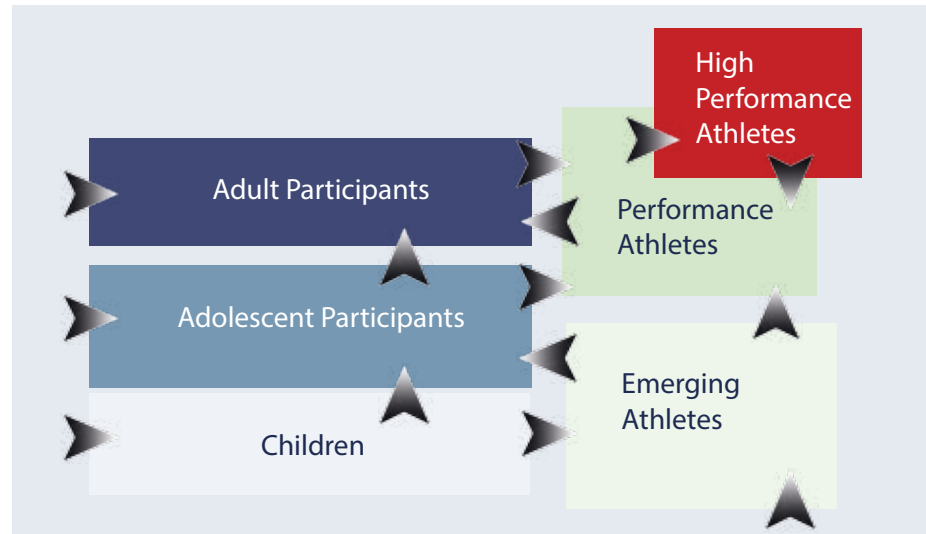 High
Performance
Athletes
Adult Participants
Performance
Athletes
Adolescent Participants
Emerging
Athletes
Children